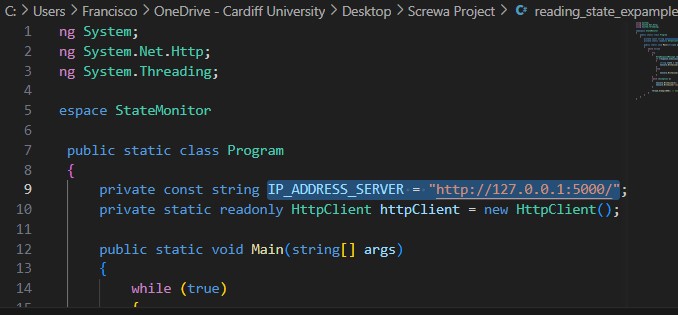 C: > Users > Francisco > OneDrive - Cardiff University > Desktop > Screwa Project > C# reading_state_expample
1 ng System;
2 ng System.Net.Http;
3 ng System.Threading;
4
5 espace StateMonitor
6
7 public static class Program
8 {
9 private const string IP_ADDRESS_SERVER = "http://127.0.0.1:5000/";
10 private static readonly HttpClient httpClient = new HttpClient();
11
12 public static void Main(string[] args)
13 {
14 while (true)
15 {